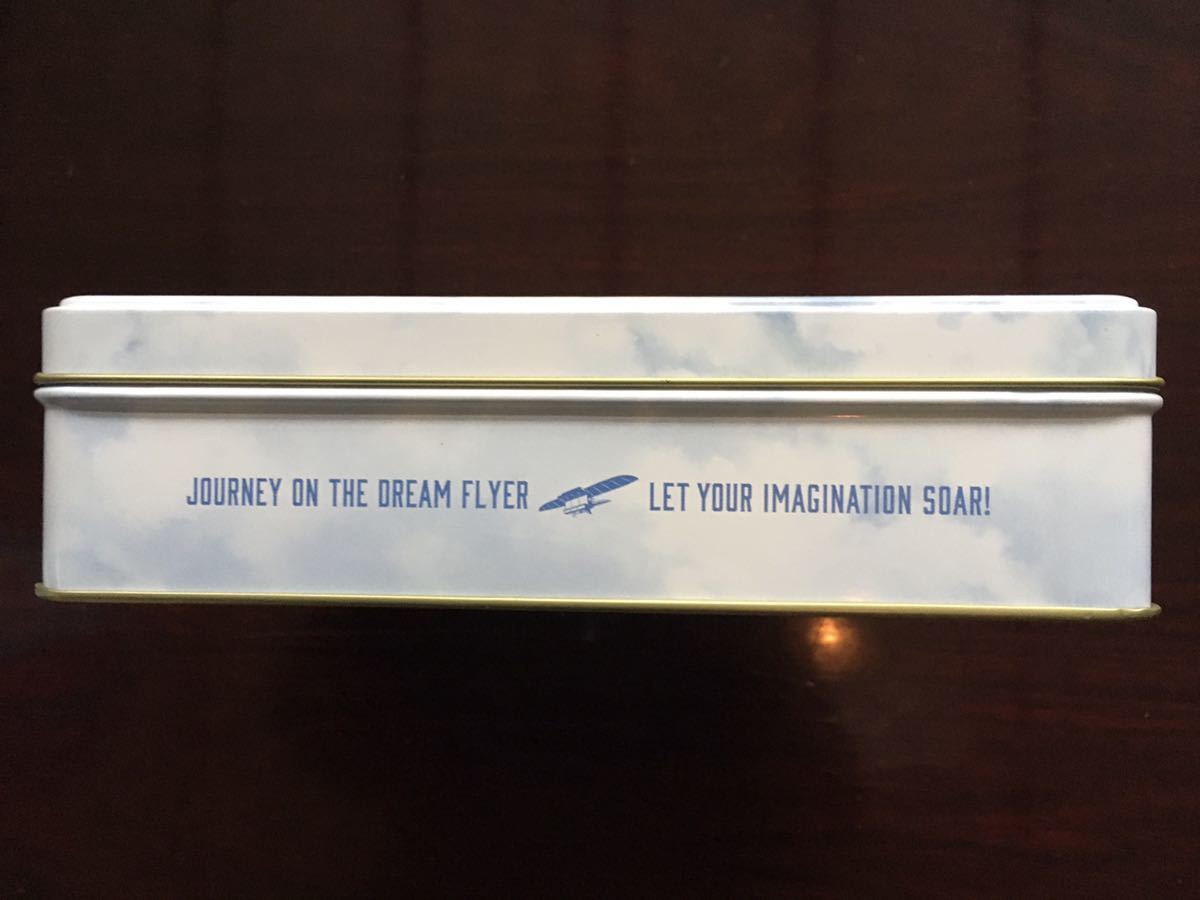 JOURNEY ON THE DREAM FLYER LET YOUR IMAGINATION SOAR!